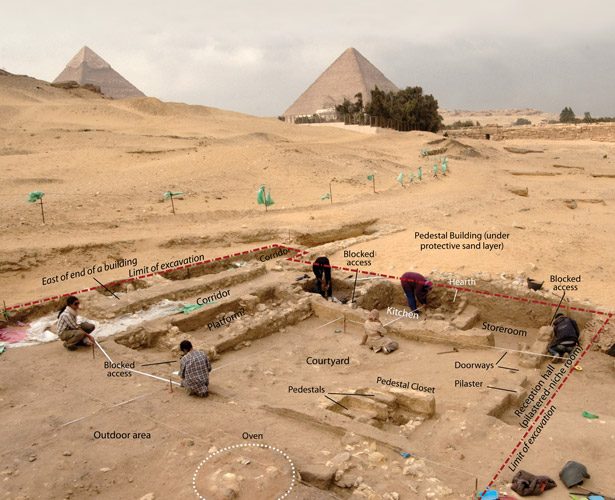 Pedestal Building (under
protective sand layer)
East of end of a building
Limit of excavation
Corrido
Blocked
access
Hearth
Blocked
access
Corridor
Platform?
Kitchen
Storeroom
Blocked
access
Courtyard
Doorways
Pilaster
Pedestals
Pedestal Closet
Reception hall
(pilastered-niche room)
Limit of excavation
Outdoor area
Oven